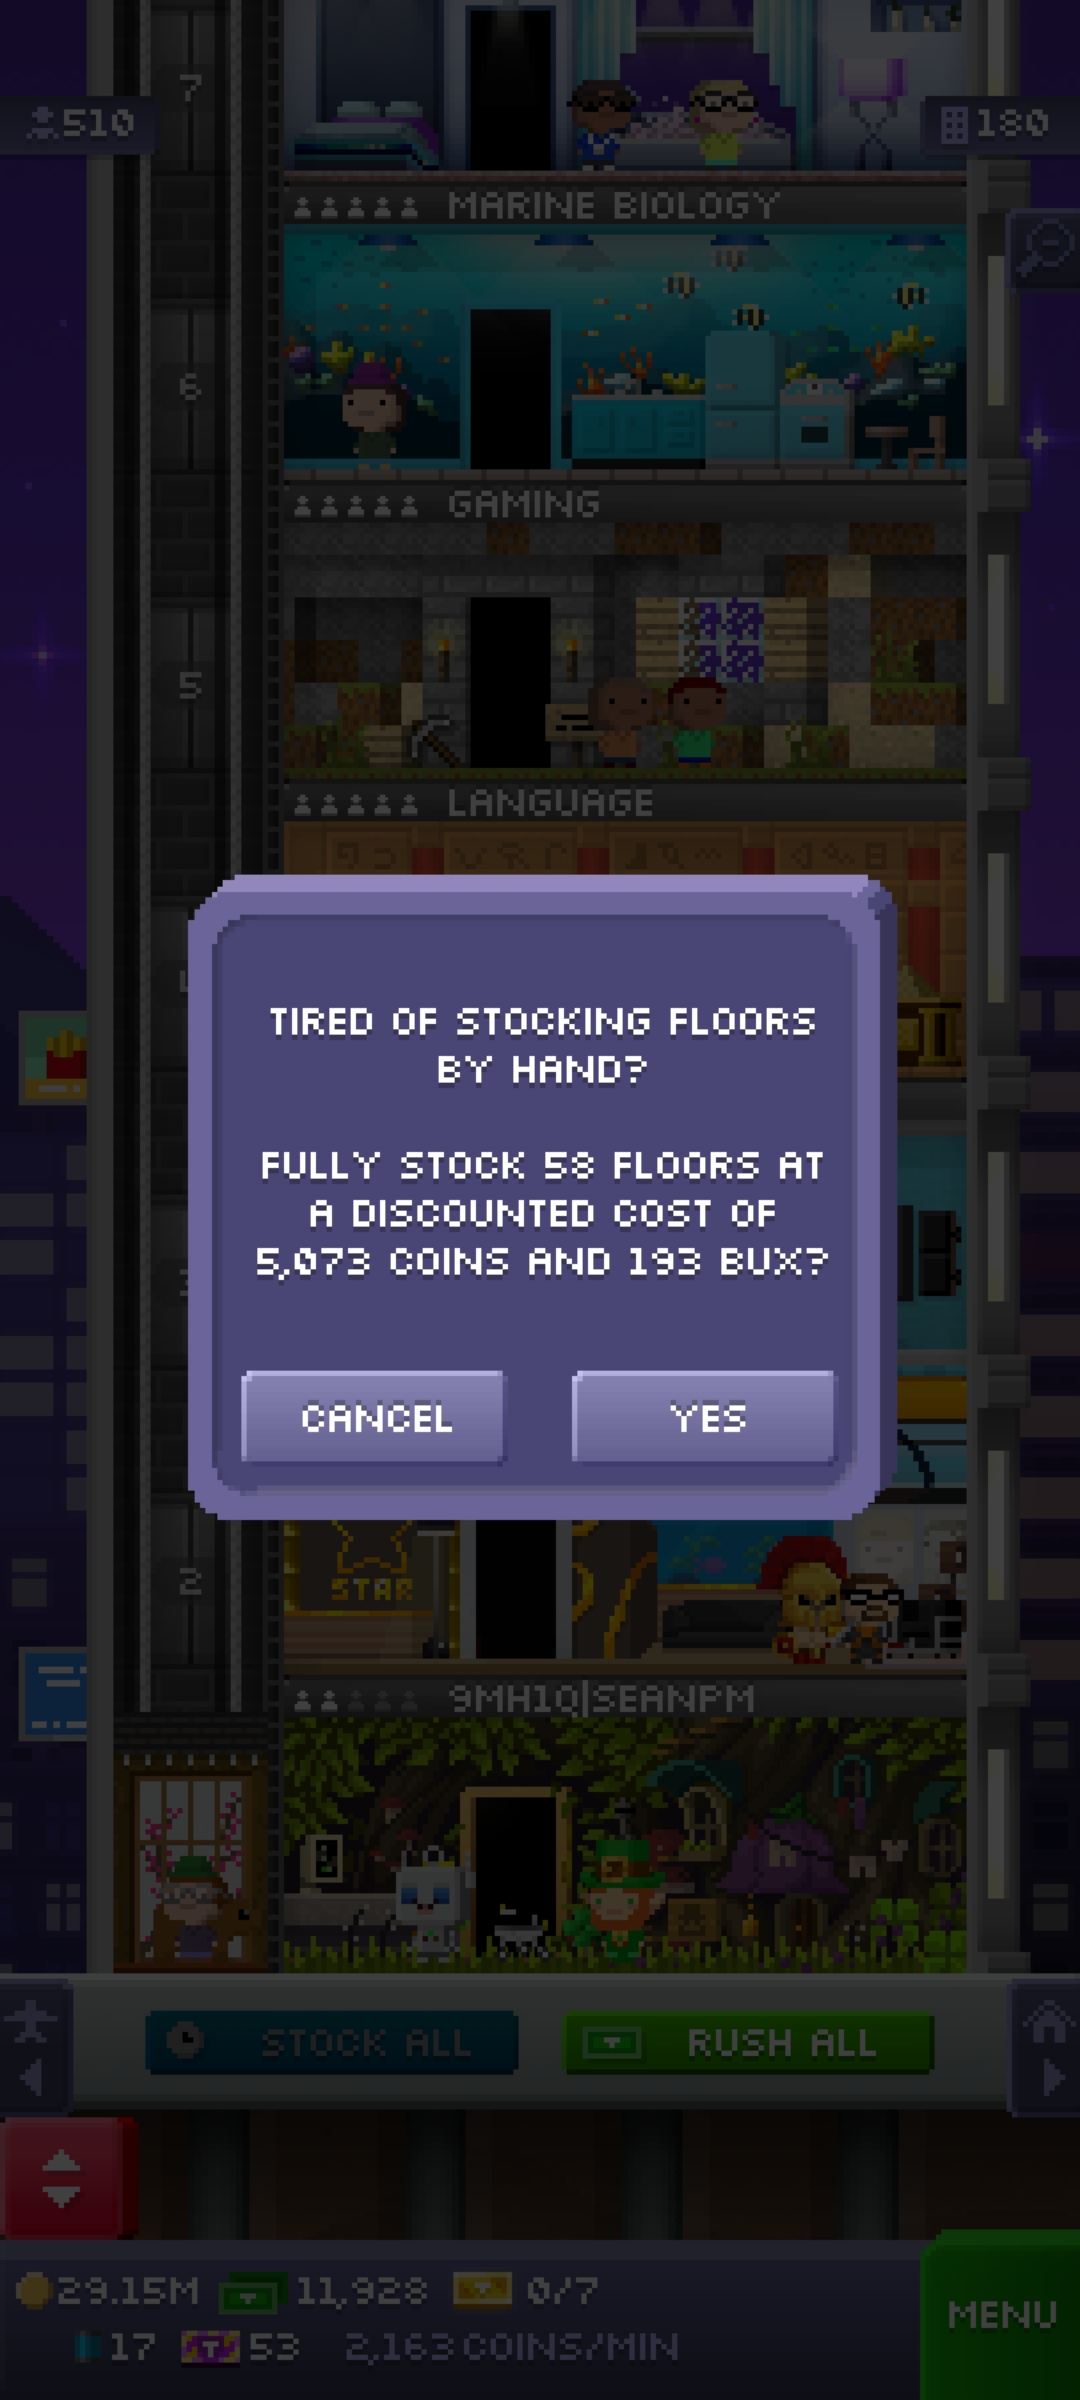 7
510
180
MARINE BIOLOGY
6
GAMING
5
LANGUAGE
TIRED OF STOCKING FLOORS
BY HAND?
FULLY STOCK 58 FLOORS AT
A DISCOUNTED COST OF
5,073 COINS AND 193 BUX?
CANCEL
YES
STAR
2
9MH1Q|SEANPM
STOCK ALL
RUSH ALL
29.15M
11,928
0/7
MENU
17
53
2,163 COINS/MIN